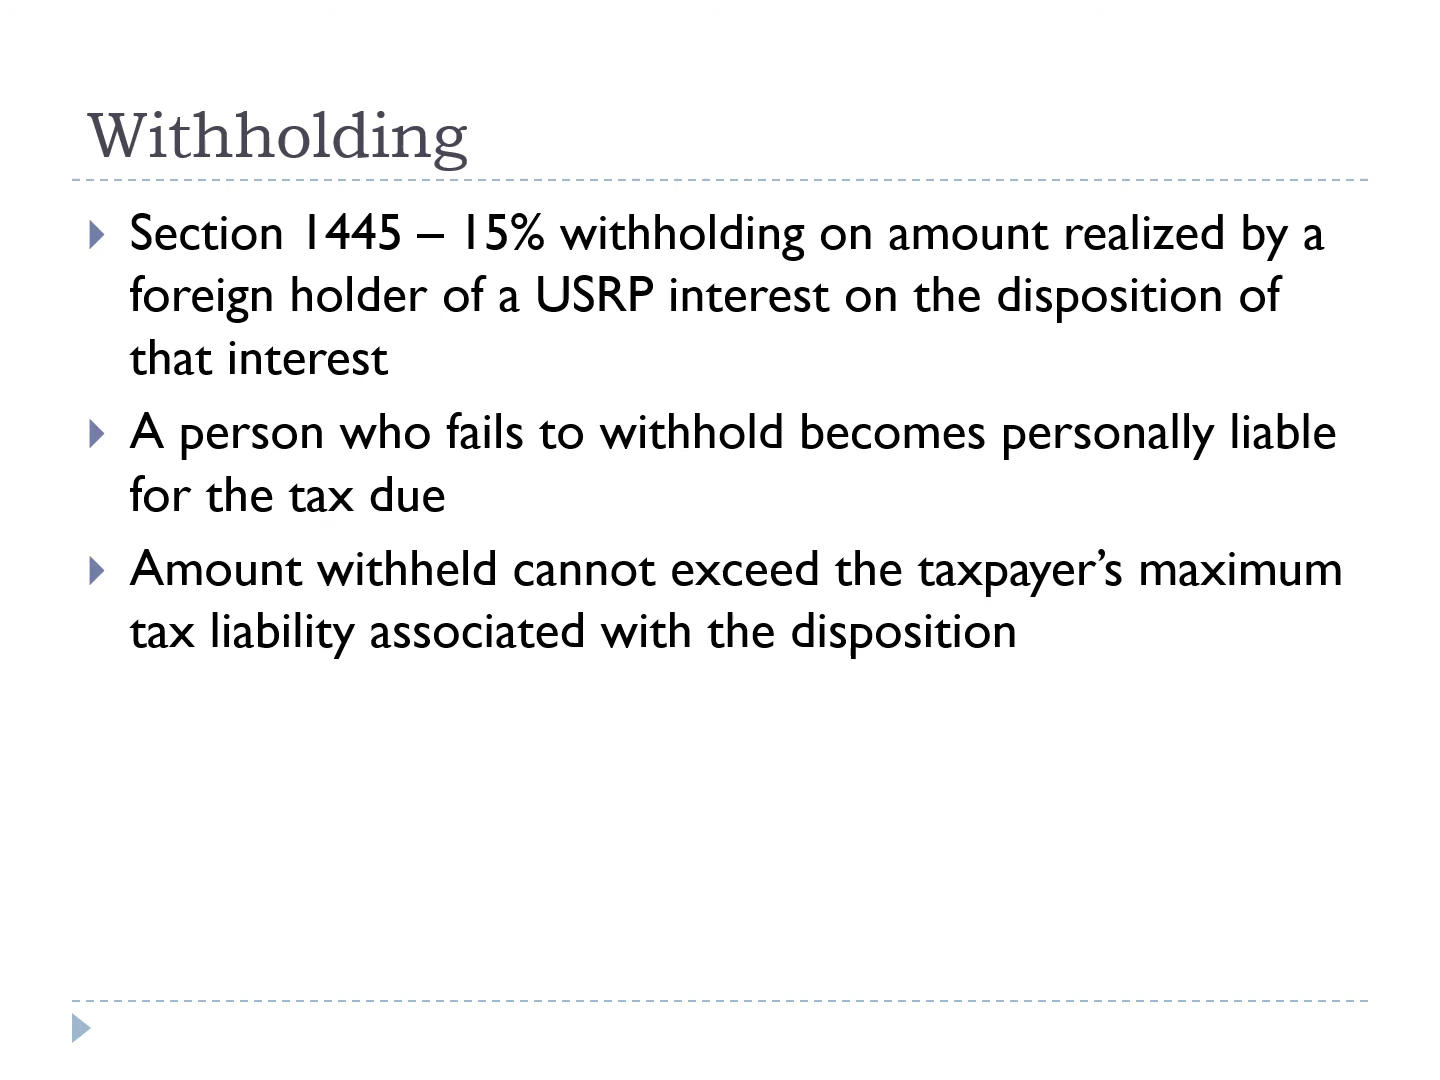 Withholding
Section 1445 – 15% withholding on amount realized by a
foreign holder of a USRP interest on the disposition of
that interest
A person who fails to withhold becomes personally liable
for the tax due
Amount withheld cannot exceed the taxpayer’s maximum
tax liability associated with the disposition